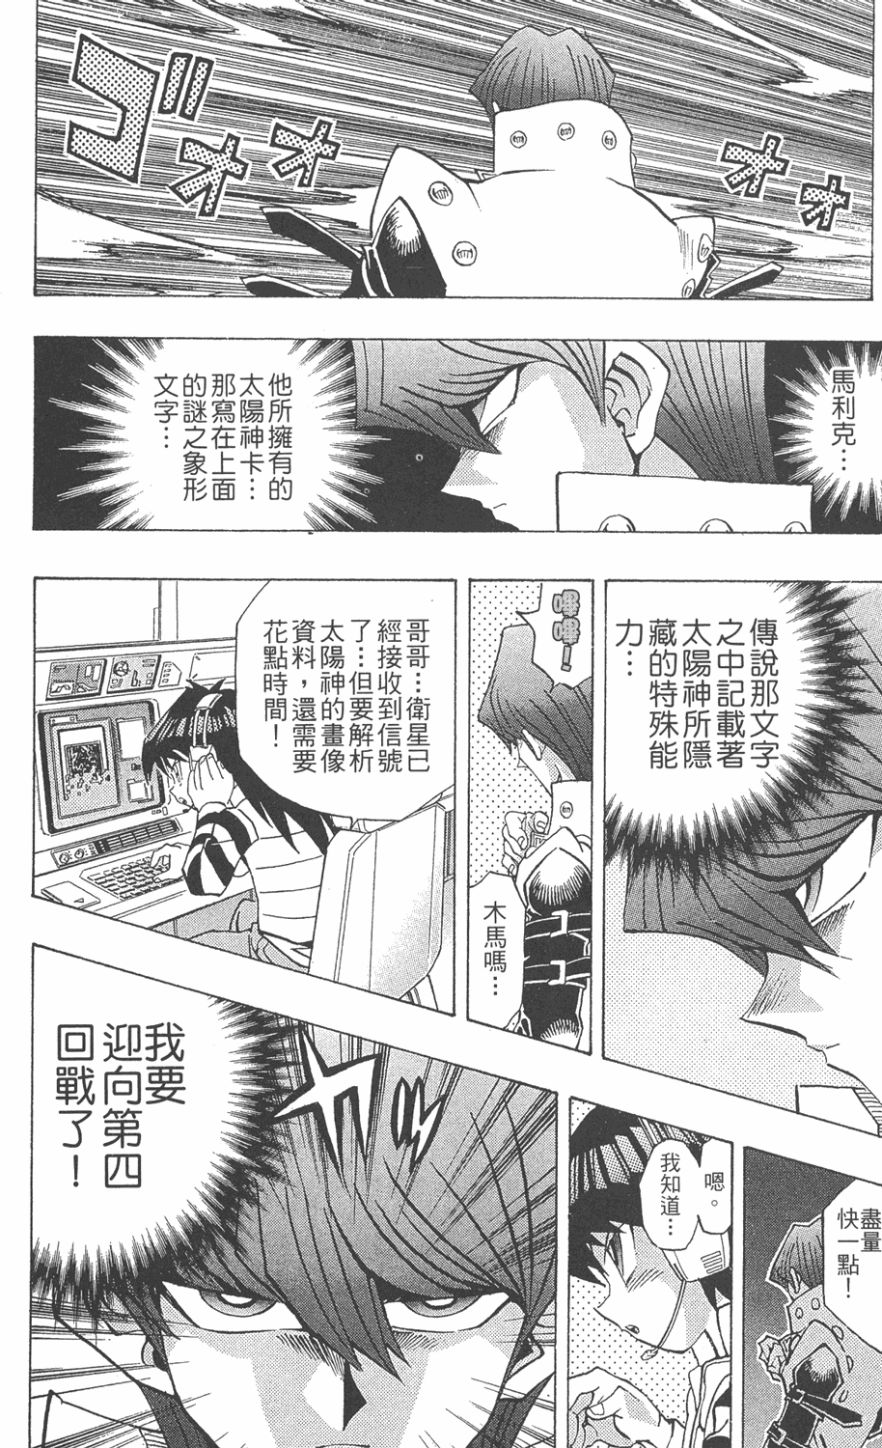 ゴオオオオ
馬利克…
他所擁有的
太陽神卡…
那寫在上面
的謎之象形
文字…
傳說那文字
之中記載著
太陽神所隱
藏的特殊能
力…
嗶嗶！
木馬嗎…
哥哥…衛星已
經接收到信號
了…但要解析
太陽神的畫像
資料，還需要
花點時間！
盡量
快一點！
嗯。
我知道…
我要
迎向第四
回戰了！